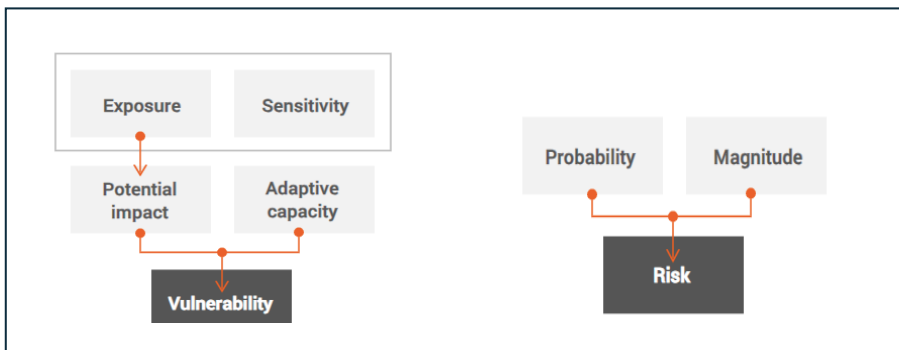 Exposure
Sensitivity
Potential
impact
Adaptive
capacity
Vulnerability
Probability
Magnitude
Risk